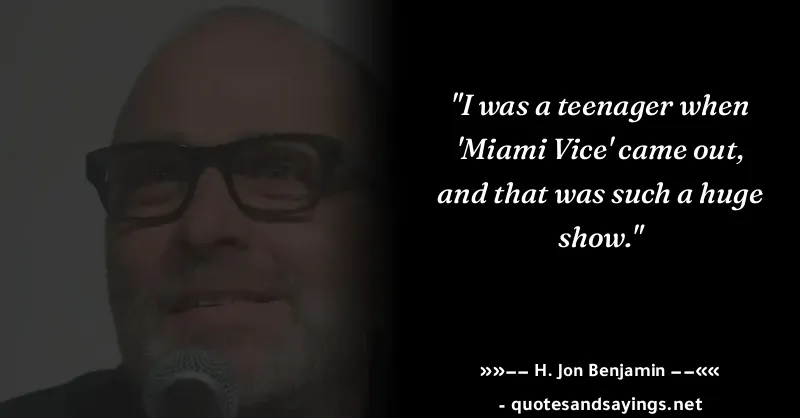 "I was a teenager when
'Miami Vice' came out,
and that was such a huge
show."
»»−− H. Jon Benjamin −−««
- quotesandsayings.net